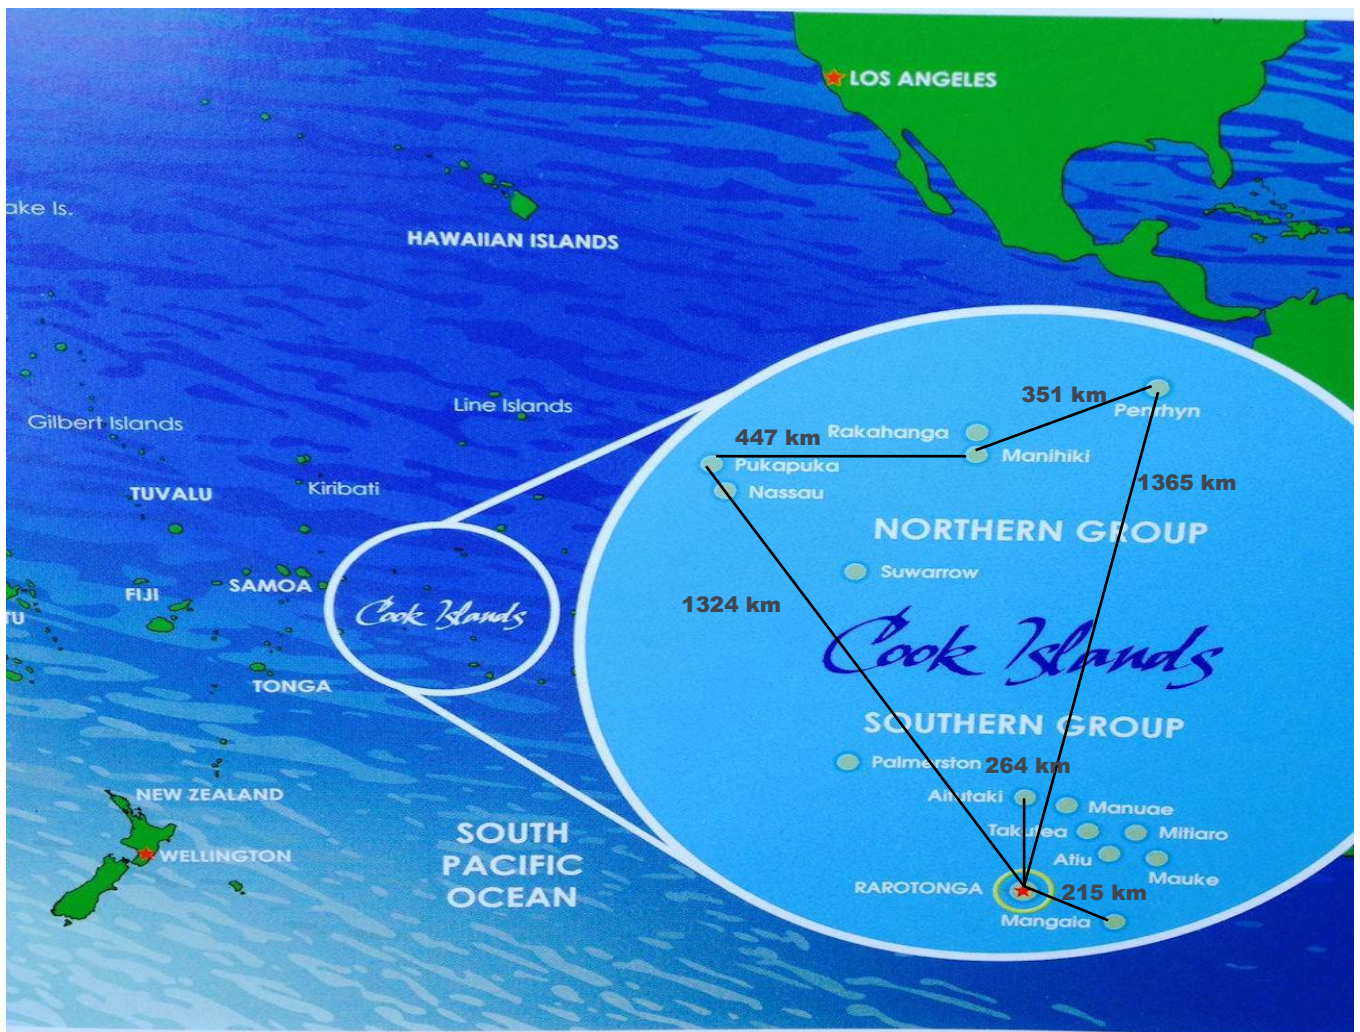 LOS ANGELES
ake Is.
HAWAIIAN ISLANDS
351 km
Penrhyn
Line Islands
Gilbert Islands
Rakahanga
447 km
Manihiki
Pukapuka
1365 km
Kiribati
TUVALU
Nassau
NORTHERN GROUP
Suwarrow
SAMOA
FIJI
1324 km
TU
Cook Islands
Cook Islands
TONGA
SOUTHERN GROUP
Palmerston
264 km
NEW ZEALAND
Aitutaki
Manuae
SOUTH
PACIFIC
OCEAN
Takutea
Mitiaro
WELLINGTON
Atiu
Mauke
RAROTONGA
215 km
Mangaia